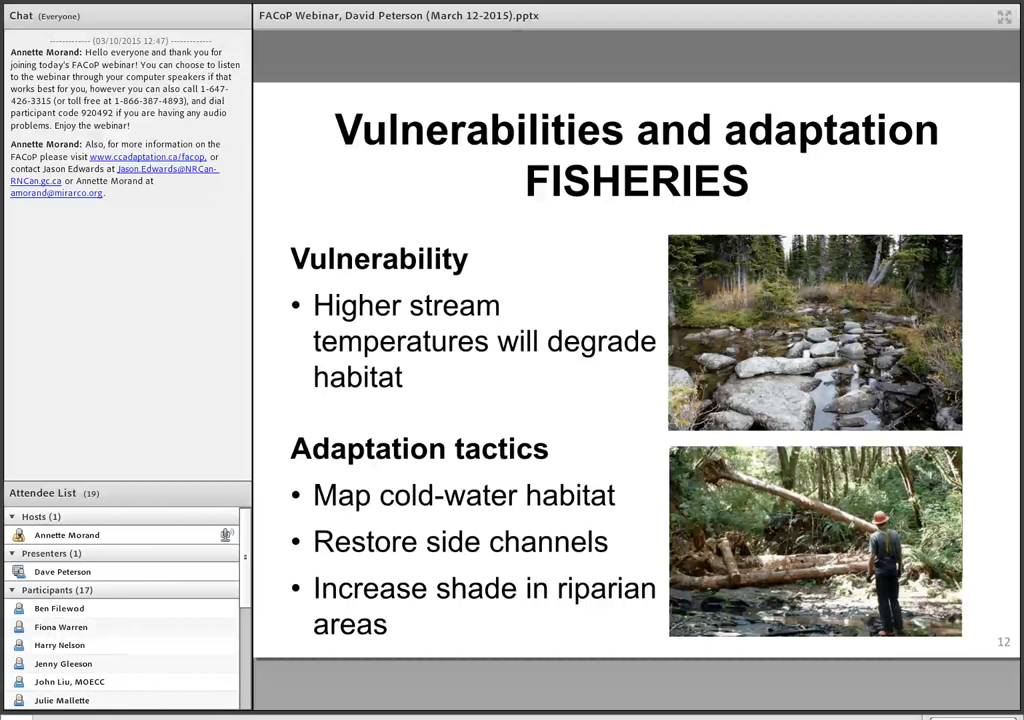 Chat (Everyone)
------------- (03/10/2015 12:47) -------------
Annette Morand: Hello everyone and thank you for
joining today's FACoP webinar! You can choose to listen
to the webinar through your computer speakers if that
works best for you, however you can also call 1-647-
426-3315 (or toll free at 1-866-387-4893), and dial
participant code 920492 if you are having any audio
problems. Enjoy the webinar!
Annette Morand: Also, for more information on the
FACoP please visit www.ccadaptation.ca/facop, or
contact Jason Edwards at Jason.Edwards@NRCan-
RNCan.gc.ca or Annette Morand at
amorand@mirarco.org.
Attendee List (19)
Hosts (1)
Annette Morand
Presenters (1)
Dave Peterson
Participants (17)
Ben Filewod
Fiona Warren
Harry Nelson
Jenny Gleeson
John Liu, MOECC
Julie Mallette
FACoP Webinar, David Peterson (March 12-2015).pptx
Vulnerabilities and adaptation
FISHERIES
Vulnerability
• Higher stream
temperatures will degrade
habitat
Adaptation tactics
• Map cold-water habitat
• Restore side channels
• Increase shade in riparian
areas
12